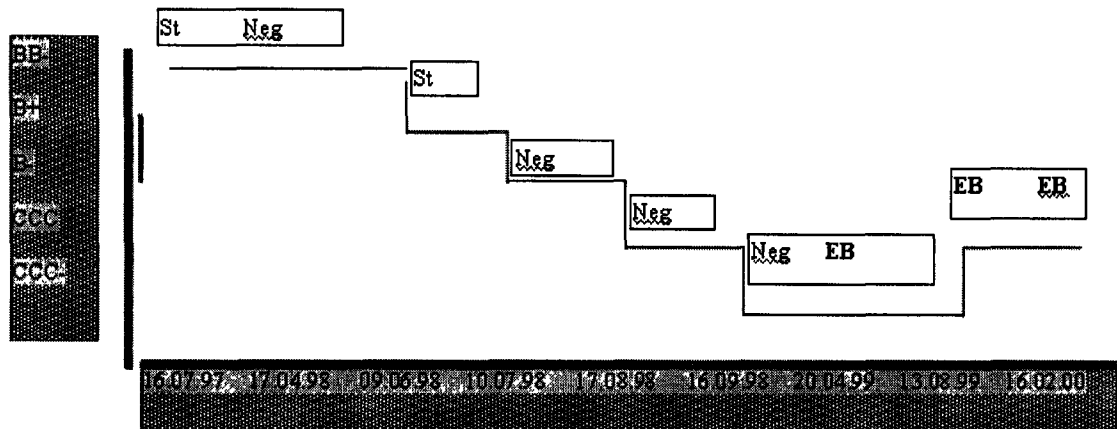 St Neg
BB-
St
B+
Neg
B-
EB EB
Neg
CCC
Neg EB
CCC-
16.07.97 17.04.98 09.06.98 10.07.98 17.08.98 16.09.98 20.04.99 13.08.99 16.02.00